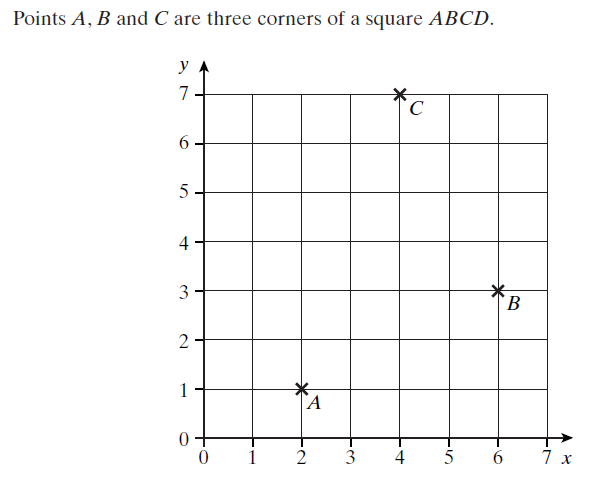 Points A, B and C are three corners of a square ABCD.
y
7
C
6
5
4
3
B
2
1
A
0
0 1 2 3 4 5 6 7 x